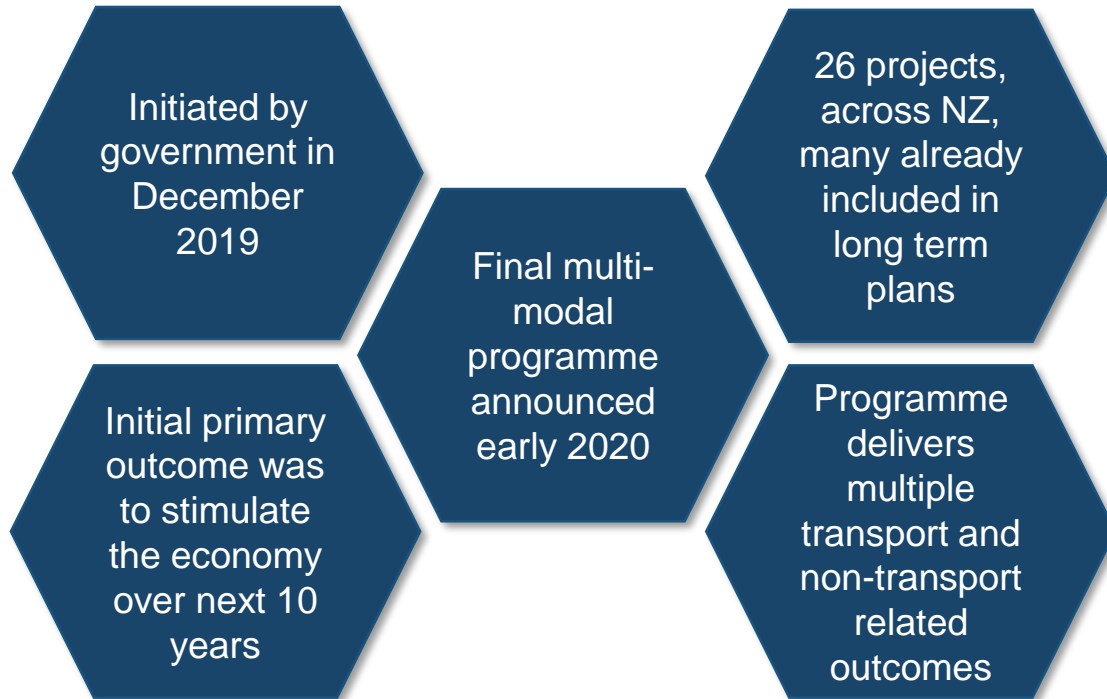 Initiated by
government in
December
2019
Initial primary
outcome was
to stimulate
the economy
over next 10
years
Final multi-
modal
programme
announced
early 2020
26 projects,
across NZ,
many already
included in
long term
plans
Programme
delivers
multiple
transport and
non-transport
related
outcomes